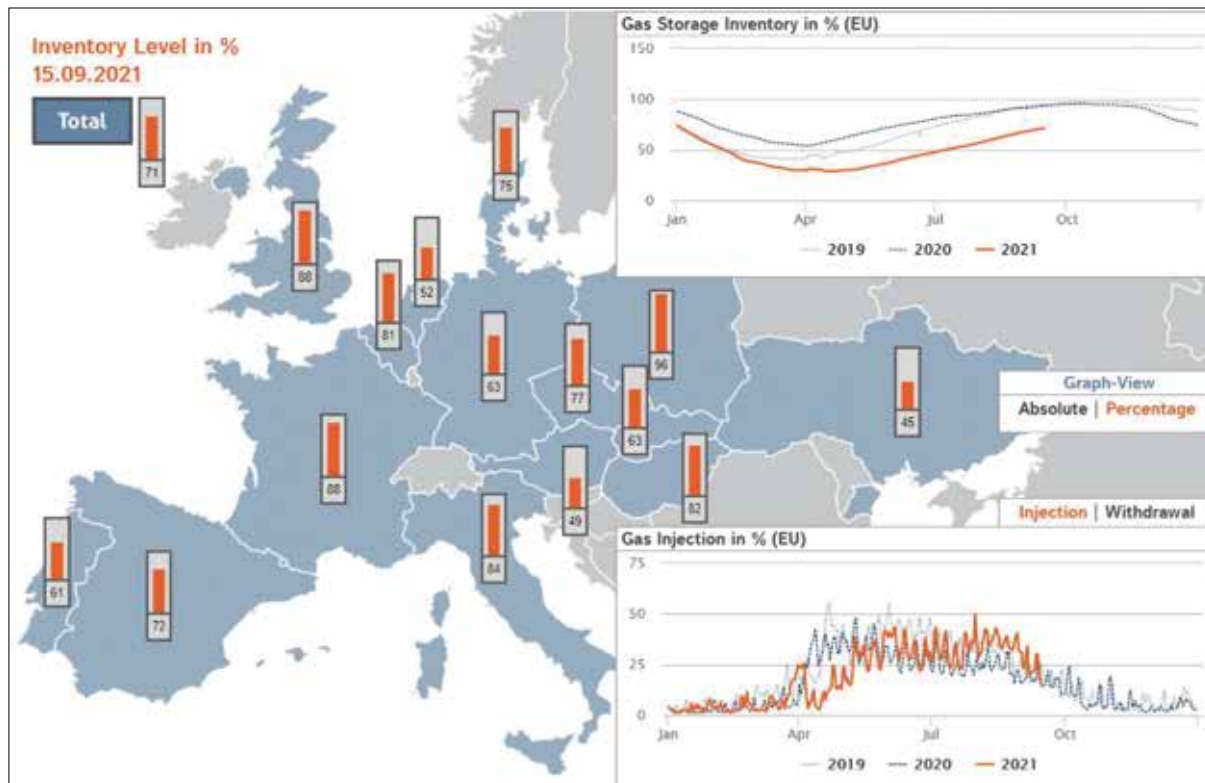 Inventory Level in %
15.09.2021
Total
71
75
88
52
81
63
77
96
63
45
88
49
82
84
61
72
Gas Storage Inventory in % (EU)
150
100
50
0
Jan
Apr
Jul
Oct
2019
2020
2021
Graph-View
Absolute | Percentage
Injection | Withdrawal
Gas Injection in % (EU)
75
50
25
0
Jan
Apr
Jul
Oct
2019
2020
2021